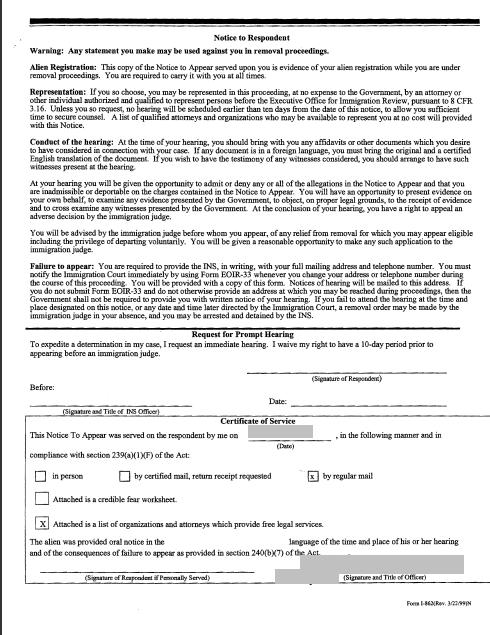 Notice to Respondent
Warning: Any statement you make may be used against you in removal proceedings.
Alien Registration: This copy of the Notice to Appear served upon you is evidence of your alien registration while you are under
removal proceedings. You are required to carry it with you at all times.
Representation: If you so choose, you may be represented in this proceeding, at no expense to the Government, by an attorney or
other individual authorized and qualified to represent persons before the Executive Office for Immigration Review, pursuant to 8 CFR
3.16. Unless you so request, no hearing will be scheduled earlier than ten days from the date of this notice, to allow you sufficient
time to secure counsel. A list of qualified attorneys and organizations who may be available to represent you at no cost will be provided
with this Notice.
Conduct of the hearing: At the time of your hearing, you should bring with you any affidavits or other documents which you desire
to have considered in connection with your case. If any document is in a foreign language, you must bring the original and a certified
English translation of the document. If you wish to have the testimony of any witnesses considered, you should arrange to have such
witnesses present at the hearing.
At your hearing you will be given the opportunity to admit or deny any or all of the allegations in the Notice to Appear and that you
are inadmissible or deportable on the charges contained in the Notice to Appear. You will have an opportunity to present evidence on
your own behalf, to examine any evidence presented by the Government, to object, on proper legal grounds, to the receipt of evidence
and to cross examine any witnesses presented by the Government. At the conclusion of your hearing, you have a right to appeal an
adverse decision by the immigration judge.
You will be advised by the immigration judge before whom you appear, of any relief from removal for which you may appear eligible
including the privilege of departing voluntarily. You will be given a reasonable opportunity to make any such application to the
immigration judge.
Failure to appear: You are required to provide the INS, in writing, with your full mailing address and telephone number. You must
notify the Immigration Court immediately by using Form EOIR-33 whenever you change your address or telephone number during
the course of this proceeding. You will be provided with a copy of this form. Notices of hearing will be mailed to this address. If
you do not submit Form EOIR-33 and do not otherwise provide an address at which you may be reached during proceedings, then the
Government shall not be required to provide you with written notice of your hearing. If you fail to attend the hearing at the time and
place designated on this notice, or any date and time later directed by the Immigration Court, a removal order may be made by the
immigration judge in your absence, and you may be arrested and detained by the INS.
Request for Prompt Hearing
To expedite a determination in my case, I request an immediate hearing. I waive my right to have a 10-day period prior to
appearing before an immigration judge.
(Signature of Respondent)
Before:
Date:
(Signature and Title of INS Officer)
Certificate of Service
This Notice To Appear was served on the respondent by me on , in the following manner and in
(Date)
compliance with section 239(a)(1)(F) of the Act:
in person by certified mail, return receipt requested x by regular mail
Attached is a credible fear worksheet.
X Attached is a list of organizations and attorneys which provide free legal services.
The alien was provided oral notice in the language of the time and place of his or her hearing
and of the consequences of failure to appear as provided in section 240(b)(7) of the Act.
(Signature of Respondent if Personally Served) (Signature and Title of Officer)
Form I-862(Rev. 3/22/99)N